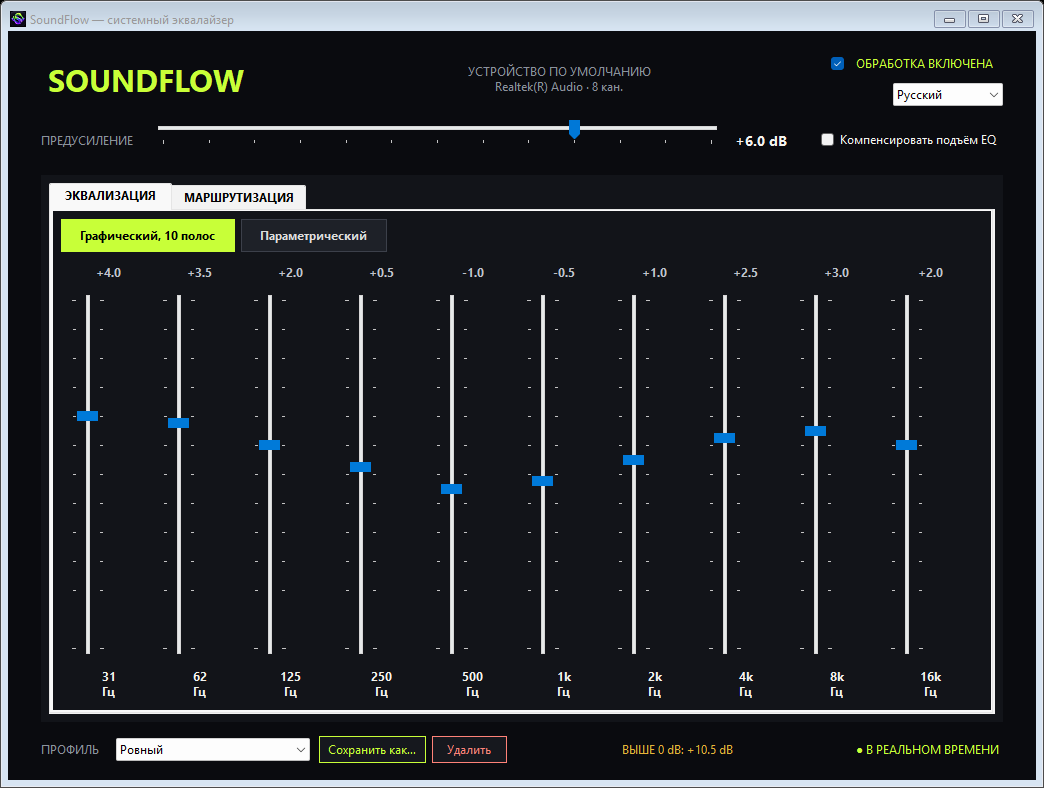 SoundFlow — системный эквалайзер
SOUNDFLOW
УСТРОЙСТВО ПО УМОЛЧАНИЮ
Realtek(R) Audio · 8 кан.
ОБРАБОТКА ВКЛЮЧЕНА
Русский
ПРЕДУСИЛЕНИЕ
+6.0 dB
Компенсировать подъём EQ
ЭКВАЛИЗАЦИЯ
МАРШРУТИЗАЦИЯ
Графический, 10 полос
Параметрический
+4.0 +3.5 +2.0 +0.5 -1.0 -0.5 +1.0 +2.5 +3.0 +2.0
31 62 125 250 500 1k 2k 4k 8k 16k
Гц Гц Гц Гц Гц Гц Гц Гц Гц Гц
ПРОФИЛЬ
Ровный
Сохранить как...
Удалить
ВЫШЕ 0 dB: +10.5 dB
● В РЕАЛЬНОМ ВРЕМЕНИ